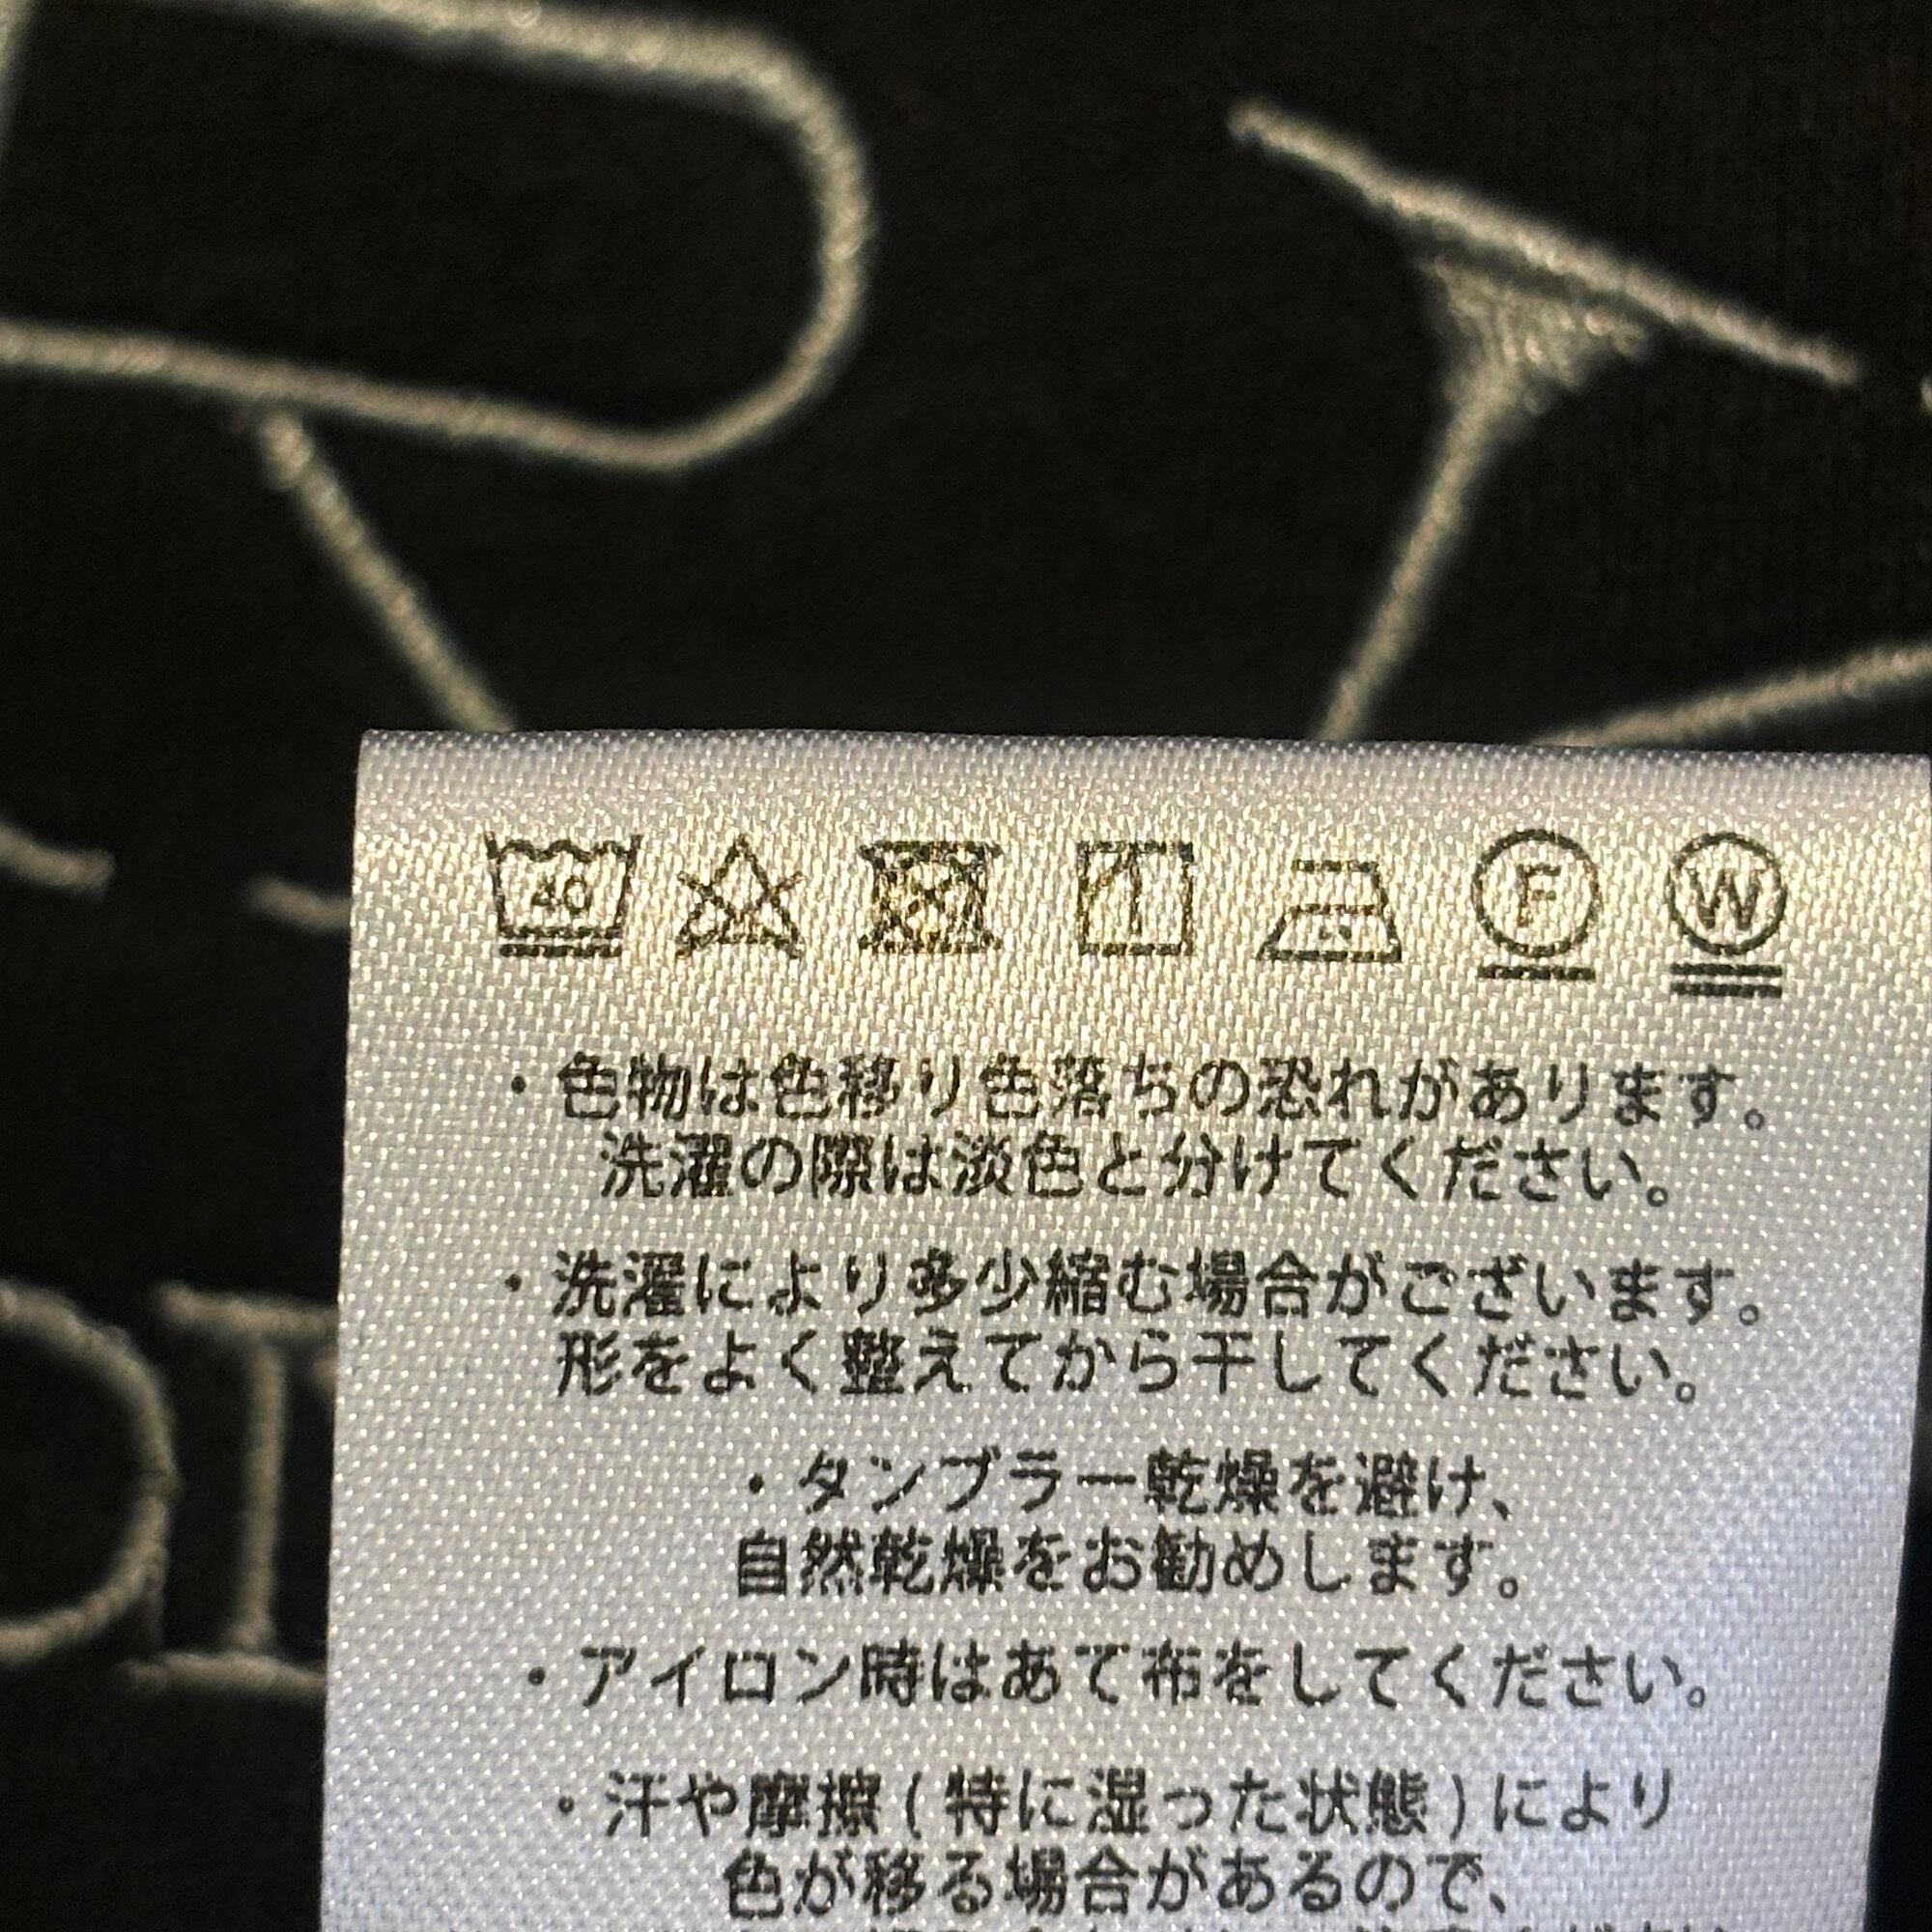 40
F W
・色物は色移り色落ちの恐れがあります。
洗濯の際は淡色と分けてください。
・洗濯により多少縮む場合がございます。
形をよく整えてから干してください。
・タンブラー乾燥を避け、
自然乾燥をお勧めします。
・アイロン時はあて布をしてください。
・汗や摩擦(特に湿った状態)により
色が移る場合があるので、